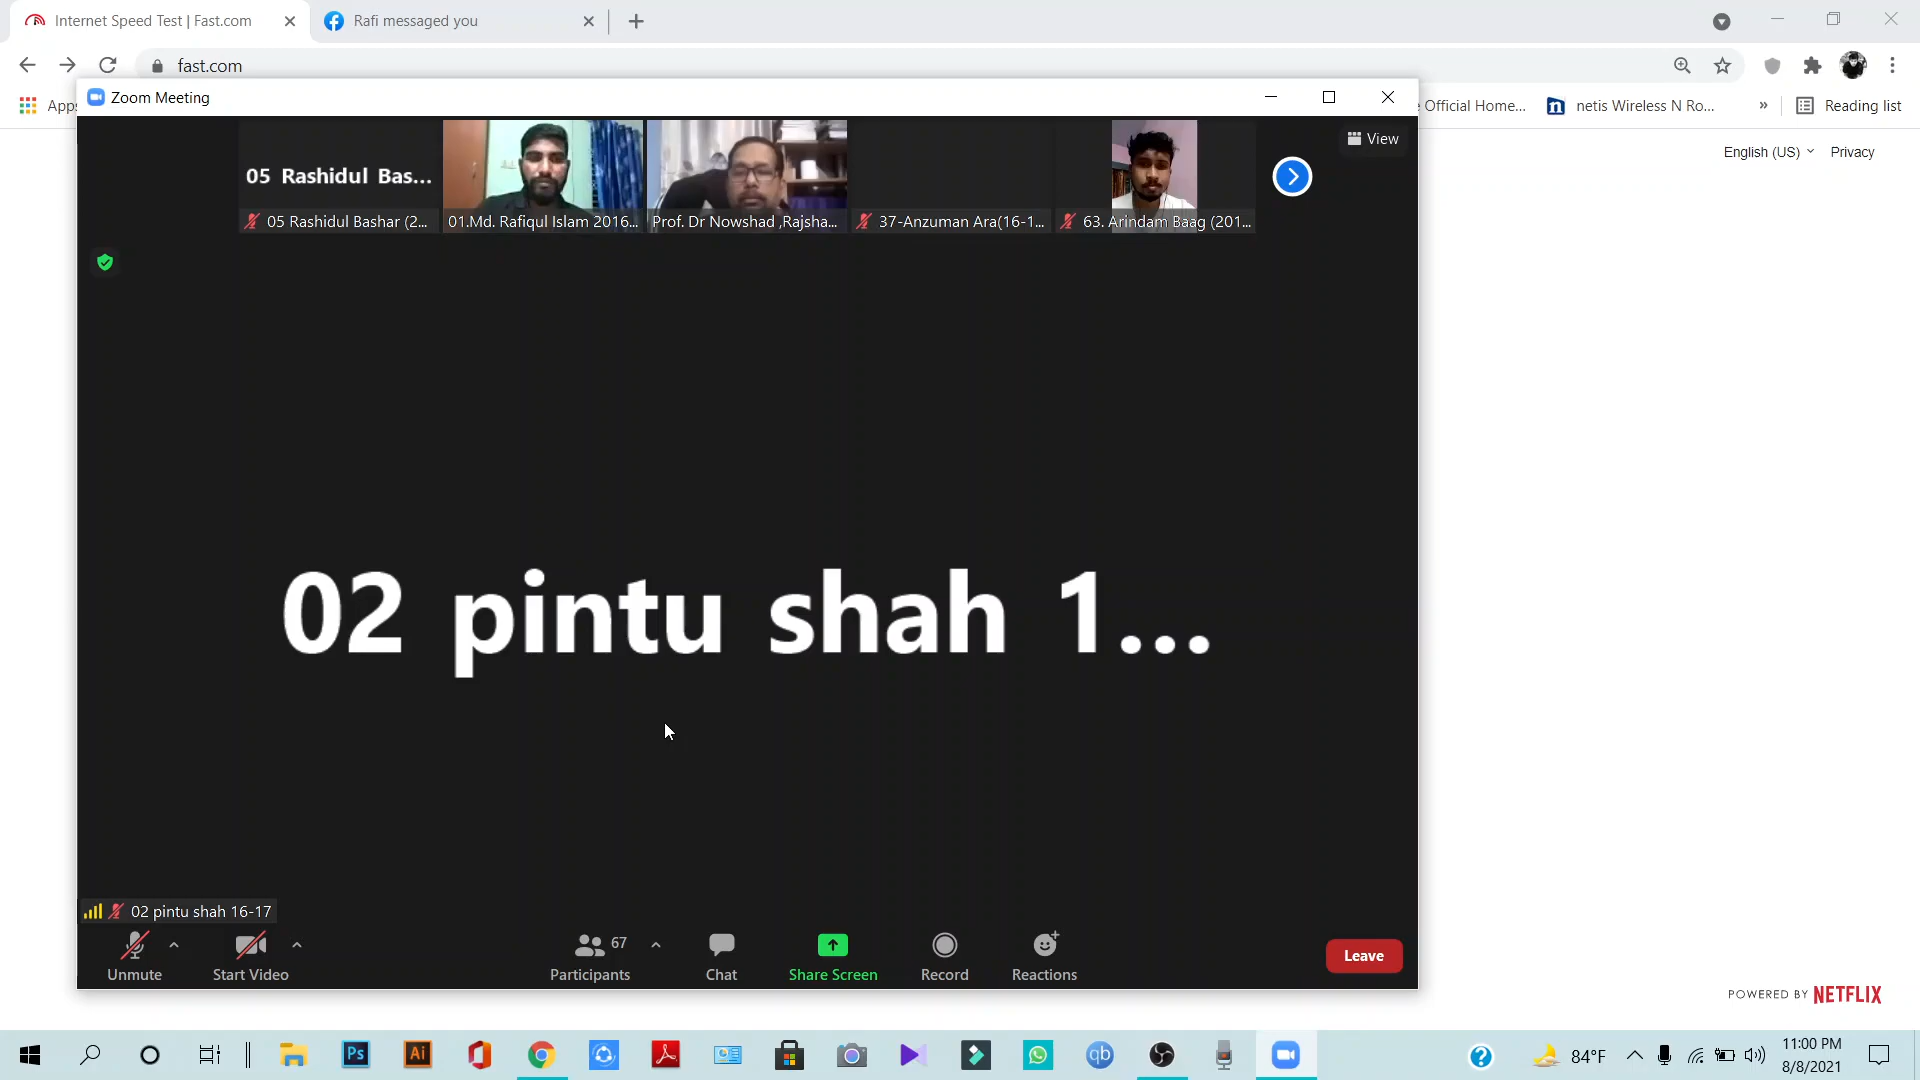 Internet Speed Test | Fast.com
Rafi messaged you
fast.com
Apps
Official Home...
netis Wireless N Ro...
»
Reading list
Zoom Meeting
English (US)
Privacy
View
05 Rashidul Bas...
05 Rashidul Bashar (2...
01.Md. Rafiqul Islam 2016...
Prof. Dr Nowshad ,Rajsha...
37-Anzuman Ara(16-1...
63. Arindam Baag (201...
02 pintu shah 1...
02 pintu shah 16-17
Unmute
Start Video
67
Participants
Chat
Share Screen
Record
Reactions
Leave
POWERED BY NETFLIX
Ps
Ai
qb
84°F
11:00 PM
8/8/2021